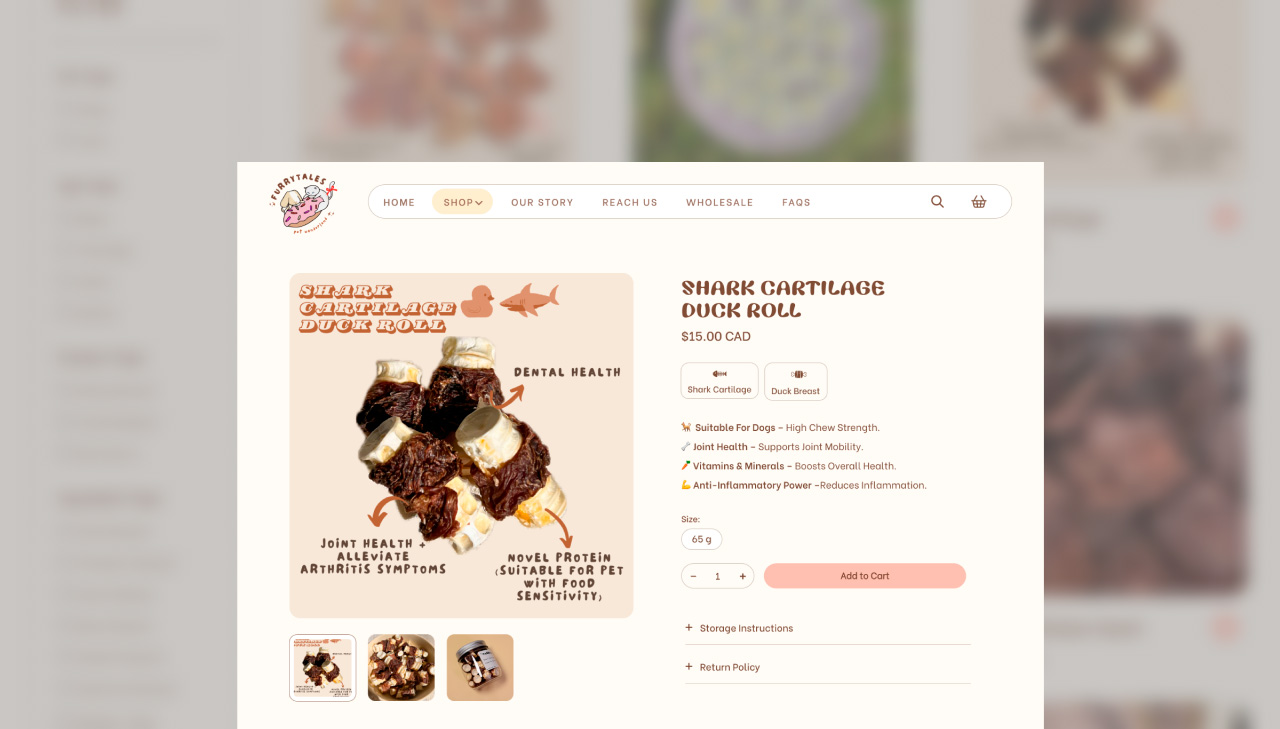 FURRYTALES
HOME
SHOP
OUR STORY
REACH US
WHOLESALE
FAQS
SHARK
CARTILAGE
DUCK ROLL
DENTAL HEALTH
JOINT HEALTH +
ALLEVIATE
ARTHRITIS SYMPTOMS
NOVEL PROTEIN
(SUITABLE FOR PET
WITH FOOD
SENSITIVITY)
SHARK CARTILAGE
DUCK ROLL
$15.00 CAD
Shark Cartilage
Duck Breast
Suitable For Dogs – High Chew Strength.
Joint Health – Supports Joint Mobility.
Vitamins & Minerals – Boosts Overall Health.
Anti-Inflammatory Power –Reduces Inflammation.
Size:
65 g
− 1 +
Add to Cart
+ Storage Instructions
+ Return Policy